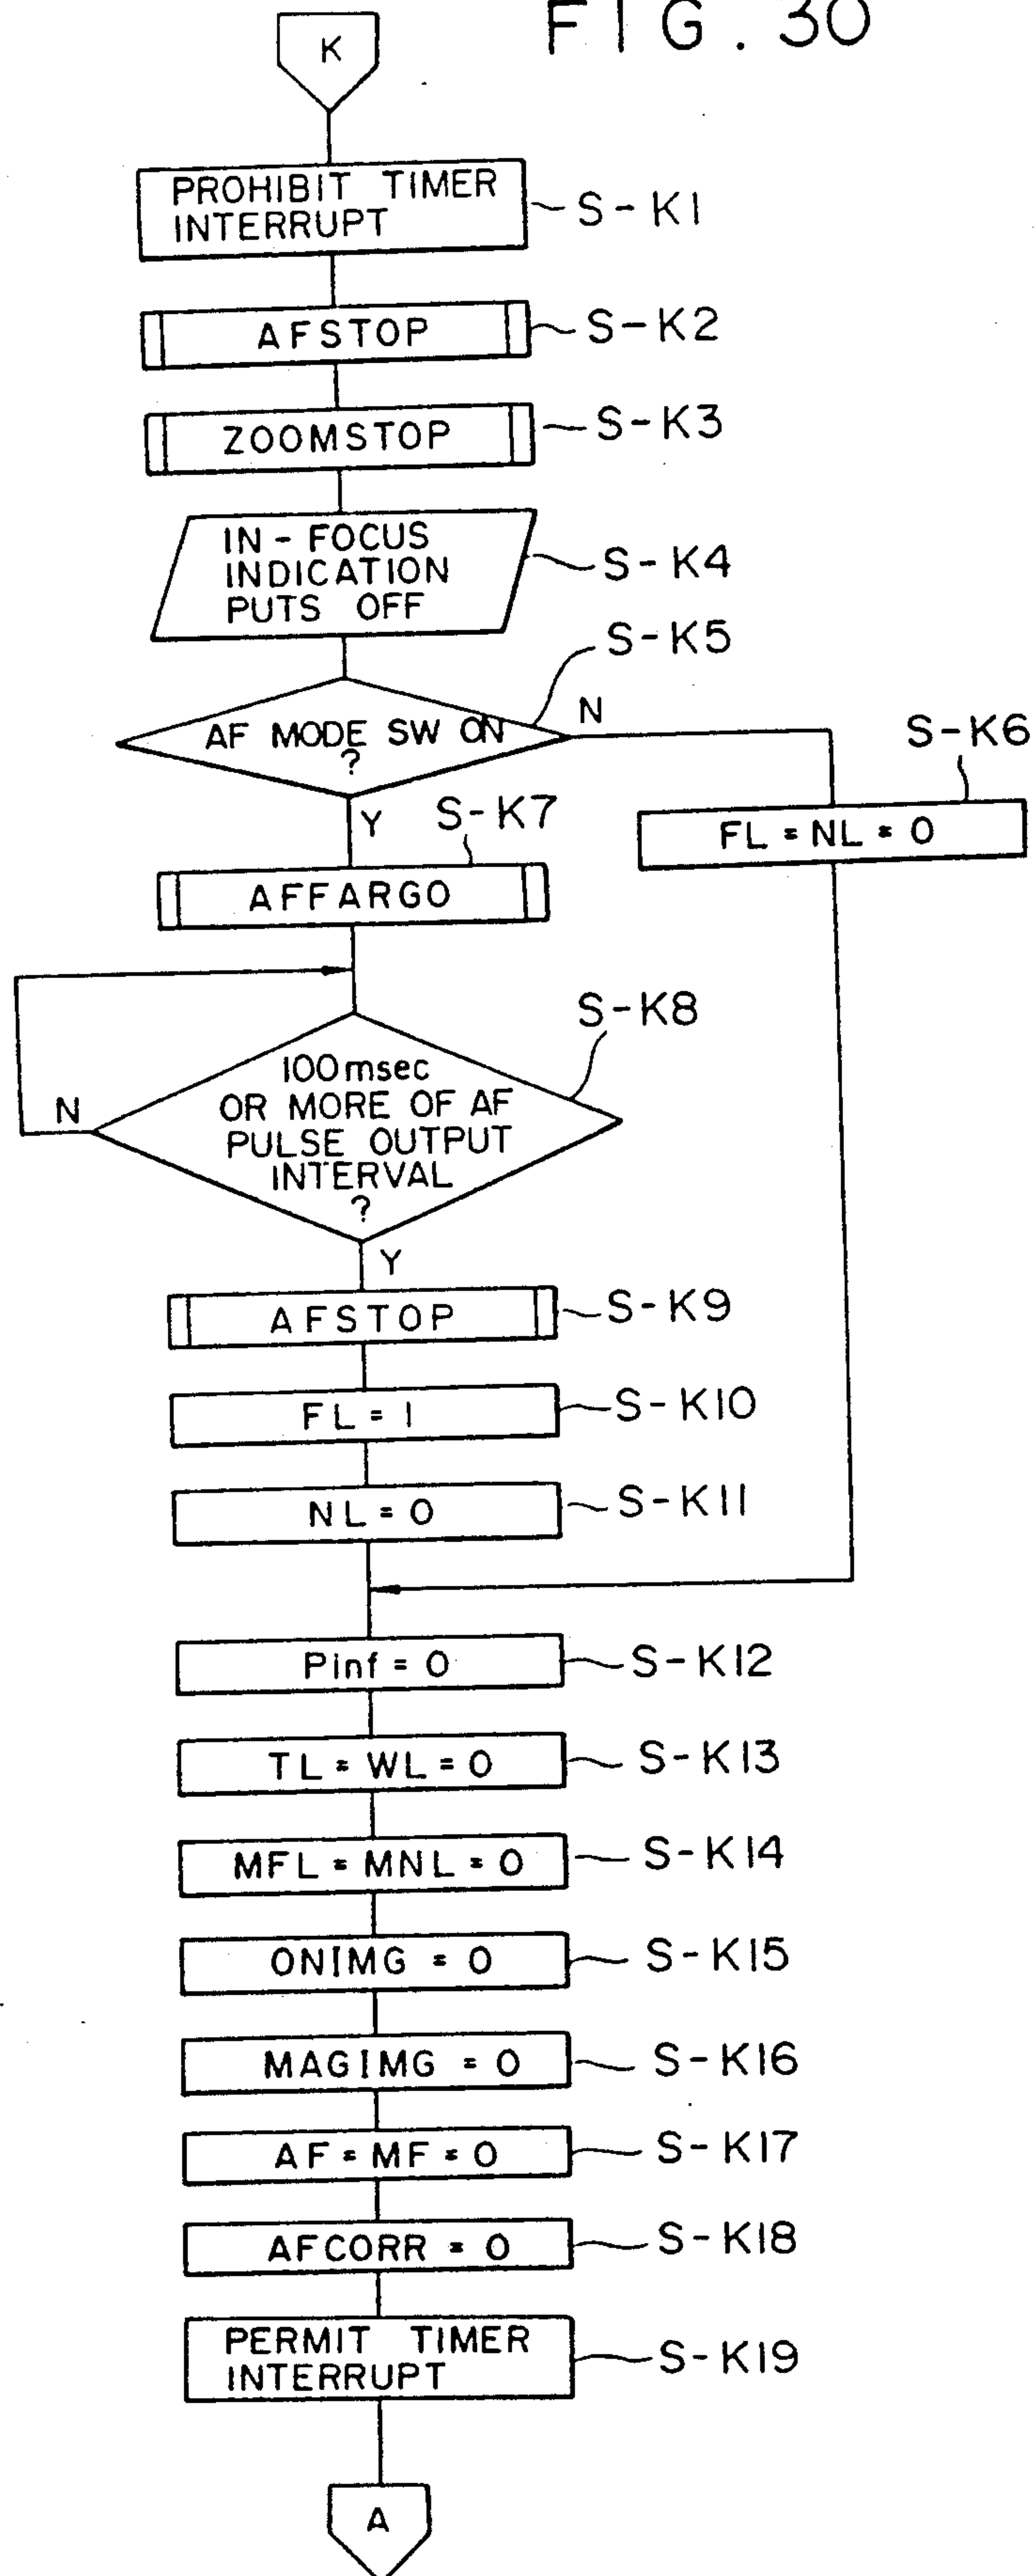 FIG. 30
K
PROHIBIT TIMER
INTERRUPT
S-K1
AFSTOP
S-K2
ZOOMSTOP
S-K3
IN-FOCUS
INDICATION
PUTS OFF
S-K4
S-K5
AF MODE SW ON
?
N
Y
S-K6
FL = NL = 0
S-K7
AFFARGO
S-K8
100msec
OR MORE OF AF
PULSE OUTPUT
INTERVAL
?
N
Y
AFSTOP
S-K9
FL = 1
S-K10
NL = 0
S-K11
Pinf = 0
S-K12
TL = WL = 0
S-K13
MFL = MNL = 0
S-K14
ONIMG = 0
S-K15
MAGIMG = 0
S-K16
AF = MF = 0
S-K17
AFCORR = 0
S-K18
PERMIT TIMER
INTERRUPT
S-K19
A